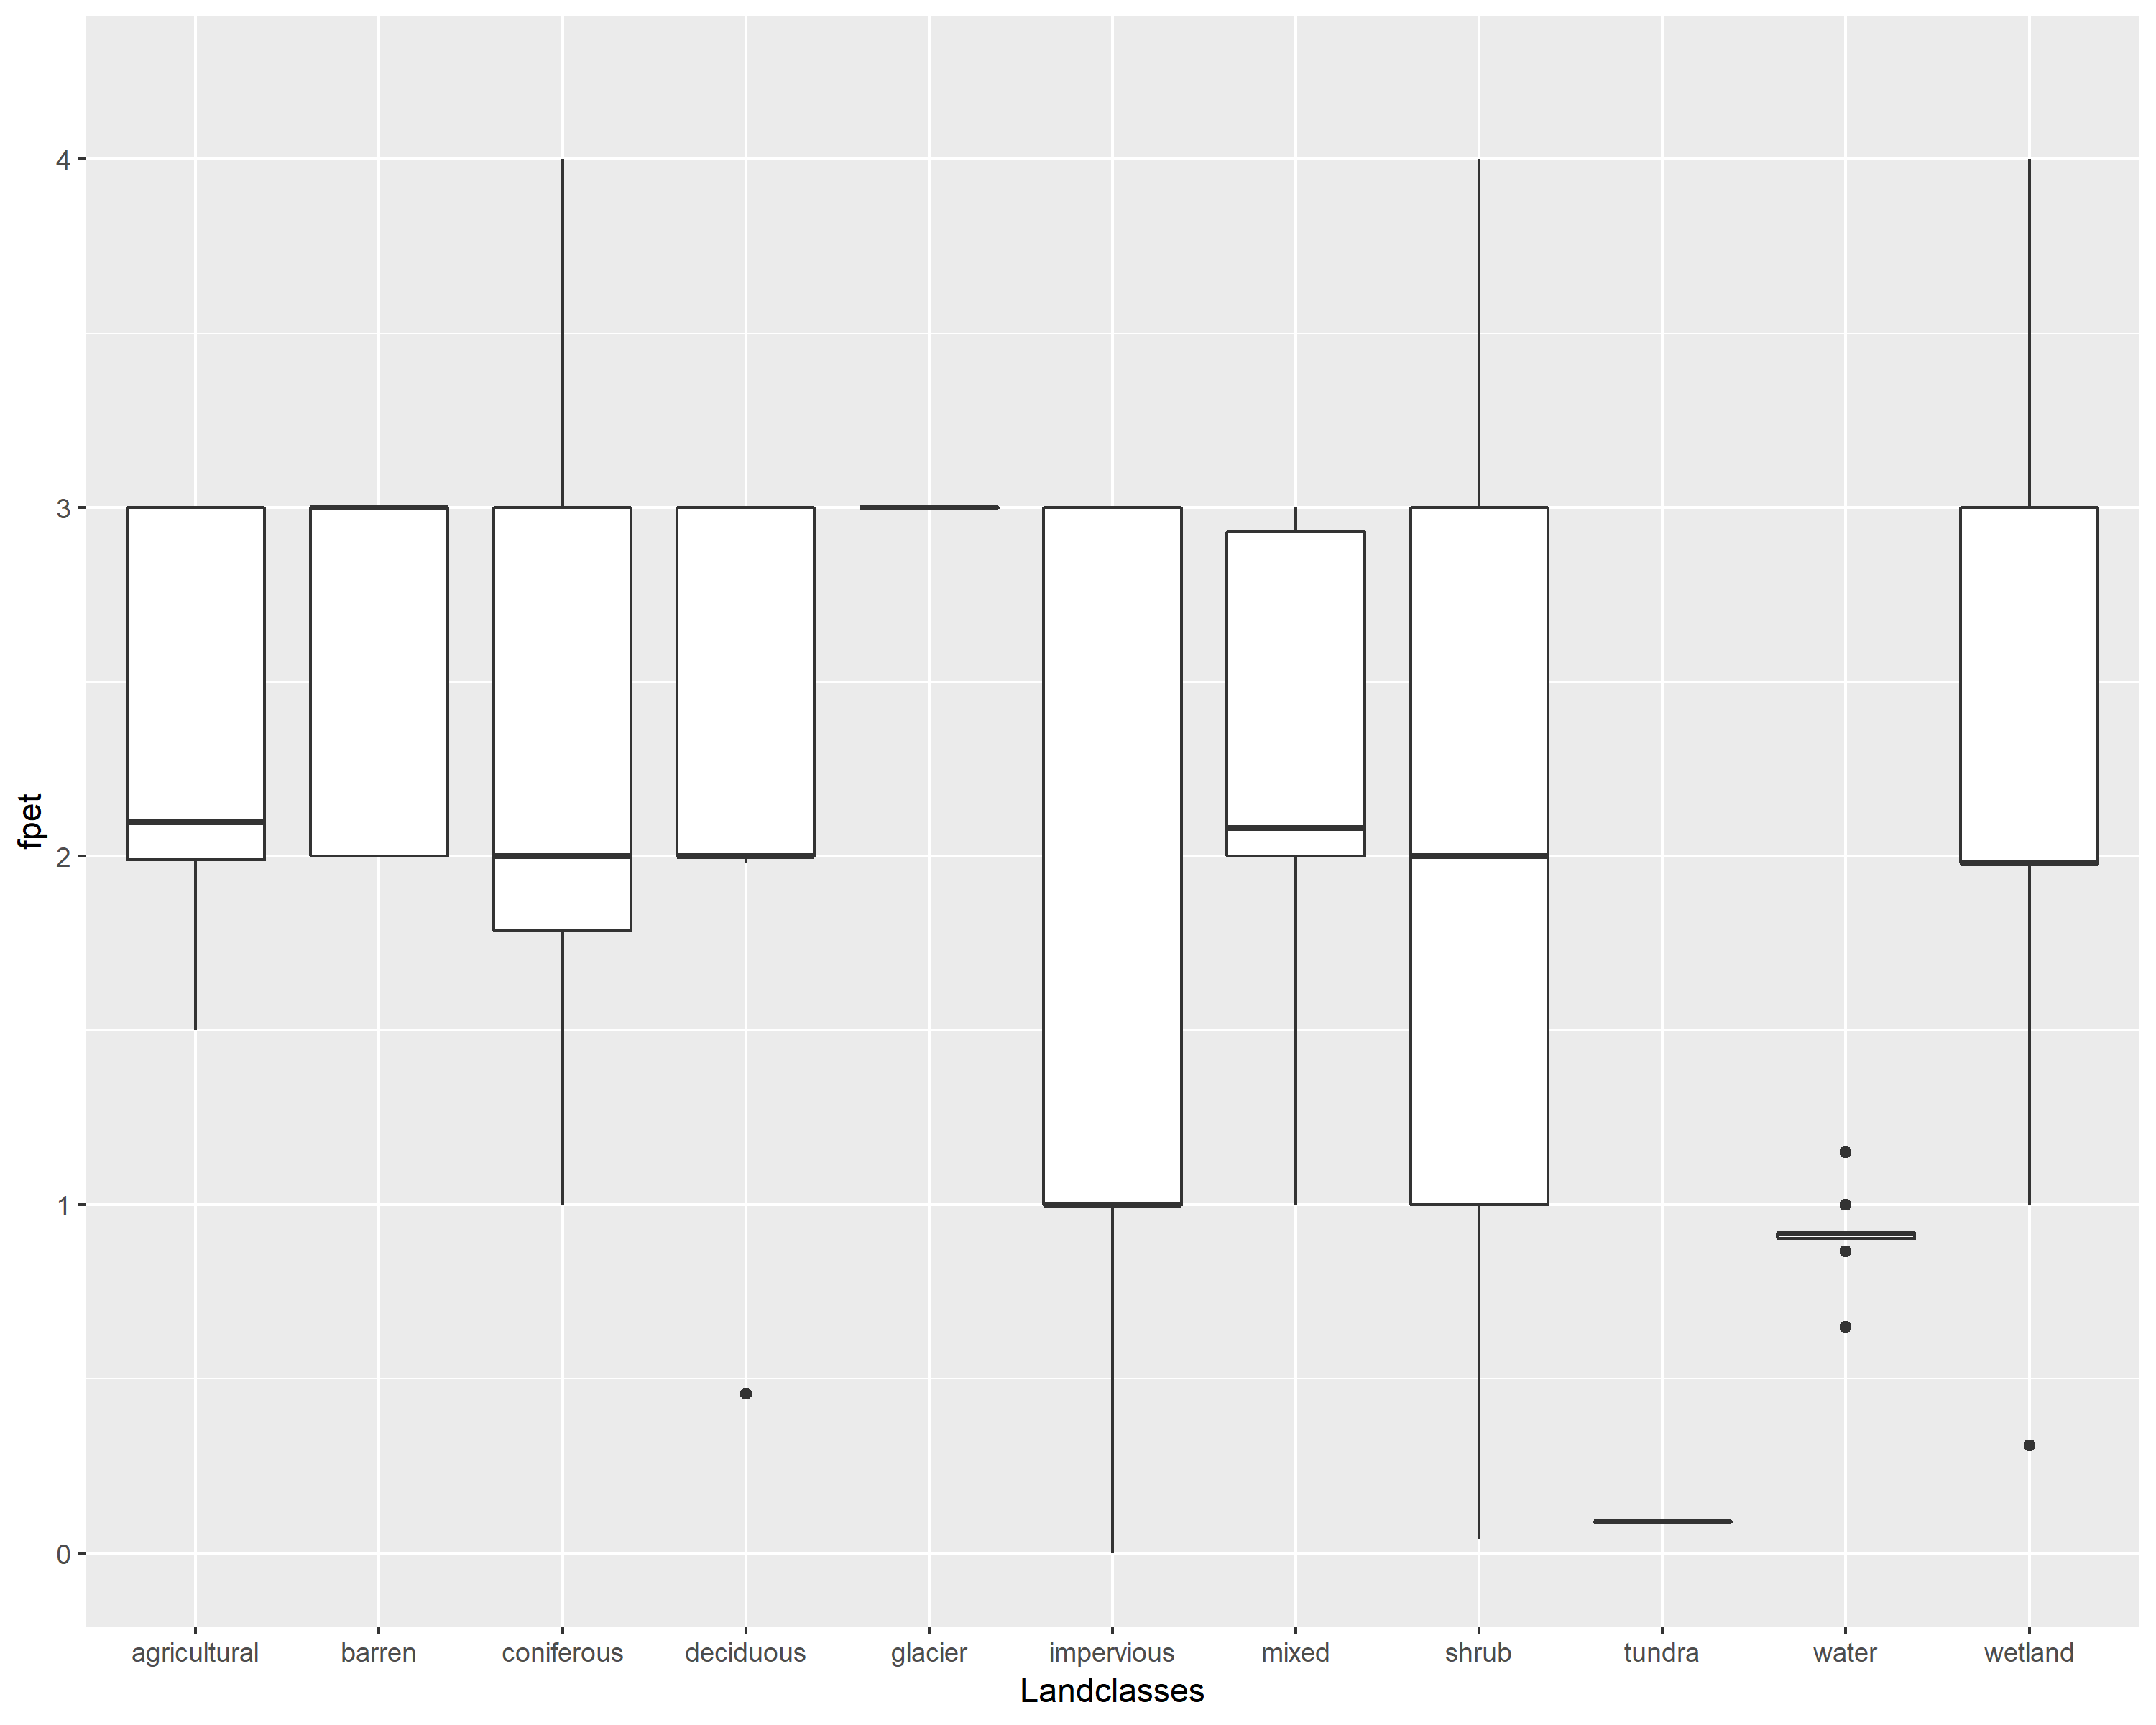 4
3
2
1
0
fpet
agricultural barren coniferous deciduous glacier impervious mixed shrub tundra water wetland
Landclasses